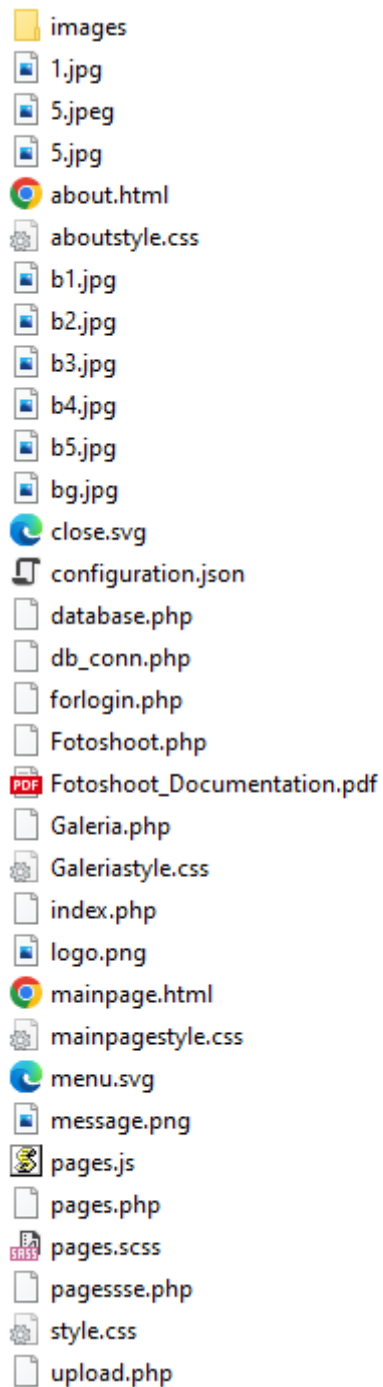 images
1.jpg
5.jpeg
5.jpg
about.html
aboutstyle.css
b1.jpg
b2.jpg
b3.jpg
b4.jpg
b5.jpg
bg.jpg
close.svg
configuration.json
database.php
db_conn.php
forlogin.php
Fotoshoot.php
PDF Fotoshoot_Documentation.pdf
Galeria.php
Galeriastyle.css
index.php
logo.png
mainpage.html
mainpagestyle.css
menu.svg
message.png
pages.js
pages.php
SASS pages.scss
pagessse.php
style.css
upload.php